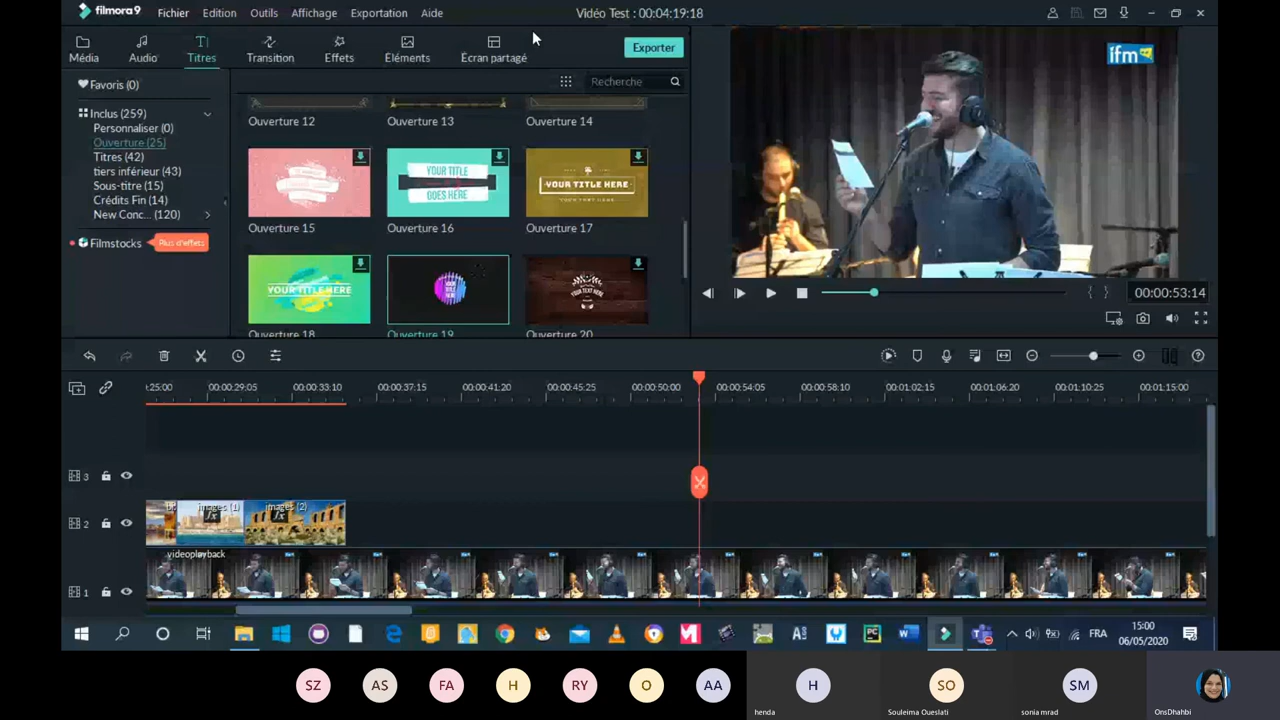 filmora9 Fichier Edition Outils Affichage Exportation Aide Vidéo Test : 00:04:19:18
Média Audio Titres Transition Effets Éléments Écran partagé Exporter
ifm
Favoris (0)
Recherche
Inclus (259)
Personnaliser (0)
Ouverture (25)
Titres (42)
tiers inférieur (43)
Sous-titre (15)
Crédits Fin (14)
New Conc... (120)
Filmstocks Plus d'effets
Ouverture 12 Ouverture 13 Ouverture 14
YOUR TITLE
GOES HERE
YOUR TITLE HERE
Ouverture 15 Ouverture 16 Ouverture 17
YOUR TITLE HERE
YOUR TITLE HERE
YOUR TEXT HERE
Ouverture 18 Ouverture 19 Ouverture 20
00:00:53:14
:25:00 00:00:29:05 00:00:33:10 00:00:37:15 00:00:41:20 00:00:45:25 00:00:50:00 00:00:54:05 00:00:58:10 00:01:02:15 00:01:06:20 00:01:10:25 00:01:15:00
3
2
images (1) images (2)
videoplayback
1
FRA
15:00
06/05/2020
SZ AS FA H RY O AA H SO SM
henda Souleima Oueslati sonia mrad OnsDhahbi